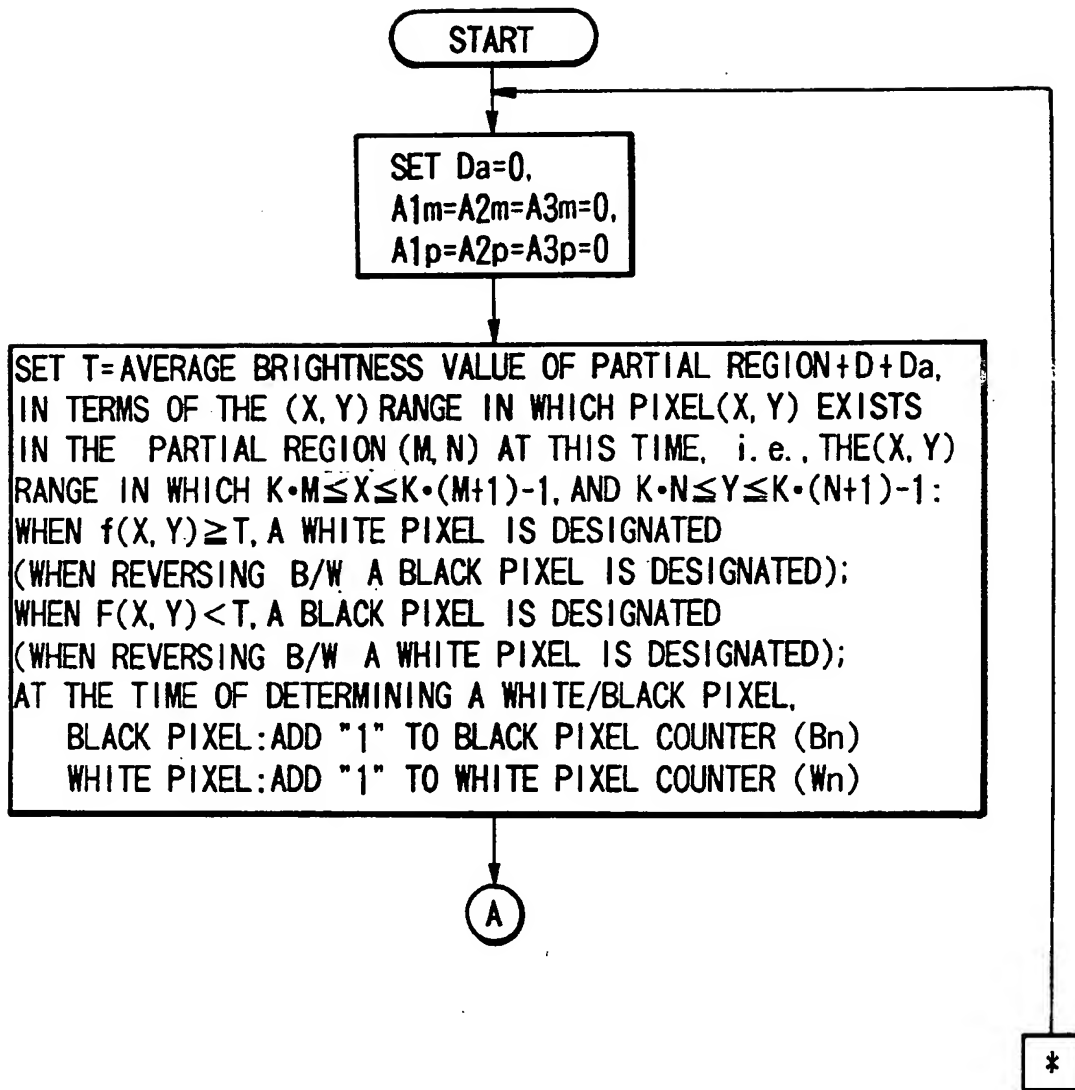 START
SET Da=0,
A1m=A2m=A3m=0,
A1p=A2p=A3p=0
SET T=AVERAGE BRIGHTNESS VALUE OF PARTIAL REGION+D+Da,
IN TERMS OF THE (X, Y) RANGE IN WHICH PIXEL(X, Y) EXISTS
IN THE PARTIAL REGION (M, N) AT THIS TIME, i.e., THE(X, Y)
RANGE IN WHICH K•M≦X≦K•(M+1)-1, AND K•N≦Y≦K•(N+1)-1:
WHEN f(X, Y)≧T, A WHITE PIXEL IS DESIGNATED
(WHEN REVERSING B/W A BLACK PIXEL IS DESIGNATED);
WHEN F(X, Y)<T, A BLACK PIXEL IS DESIGNATED
(WHEN REVERSING B/W A WHITE PIXEL IS DESIGNATED);
AT THE TIME OF DETERMINING A WHITE/BLACK PIXEL,
BLACK PIXEL:ADD "1" TO BLACK PIXEL COUNTER (Bn)
WHITE PIXEL:ADD "1" TO WHITE PIXEL COUNTER (Wn)
A
*